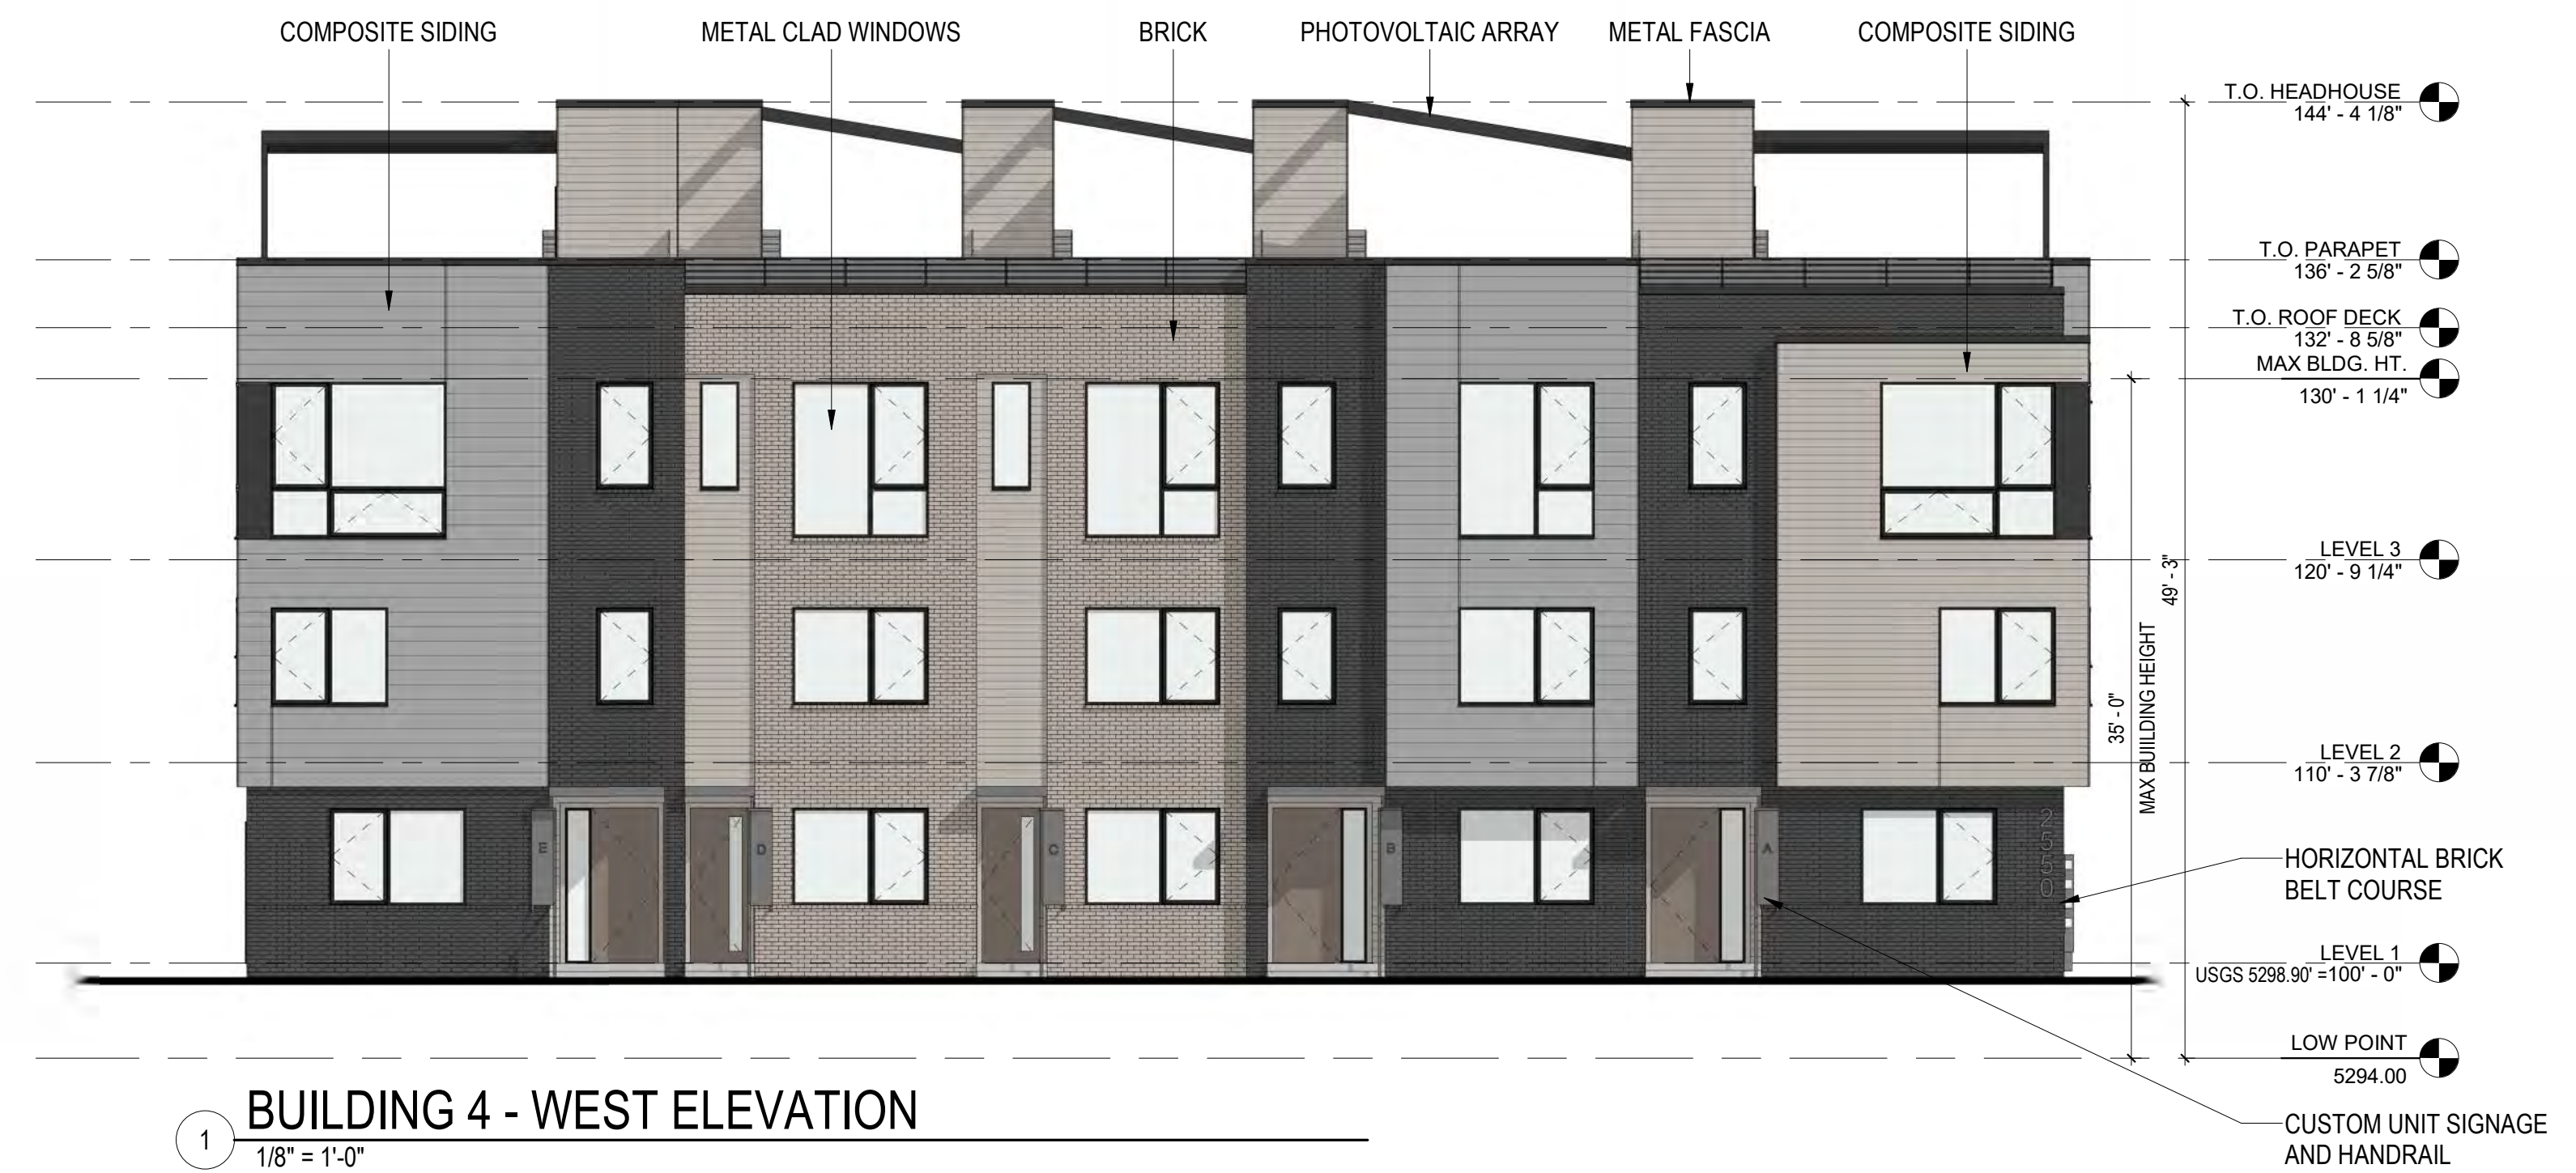 COMPOSITE SIDING
METAL CLAD WINDOWS
BRICK
PHOTOVOLTAIC ARRAY
METAL FASCIA
COMPOSITE SIDING
T.O. HEADHOUSE
144' - 4 1/8"
T.O. PARAPET
136' - 2 5/8"
T.O. ROOF DECK
132' - 8 5/8"
MAX BLDG. HT.
130' - 1 1/4"
LEVEL 3
120' - 9 1/4"
49' - 3"
35' - 0"
MAX BUIILDING HEIGHT
LEVEL 2
110' - 3 7/8"
E
D
C
B
A
2550
HORIZONTAL BRICK
BELT COURSE
LEVEL 1
USGS 5298.90' =100' - 0"
LOW POINT
5294.00
CUSTOM UNIT SIGNAGE
AND HANDRAIL
1
BUILDING 4 - WEST ELEVATION
1/8" = 1'-0"